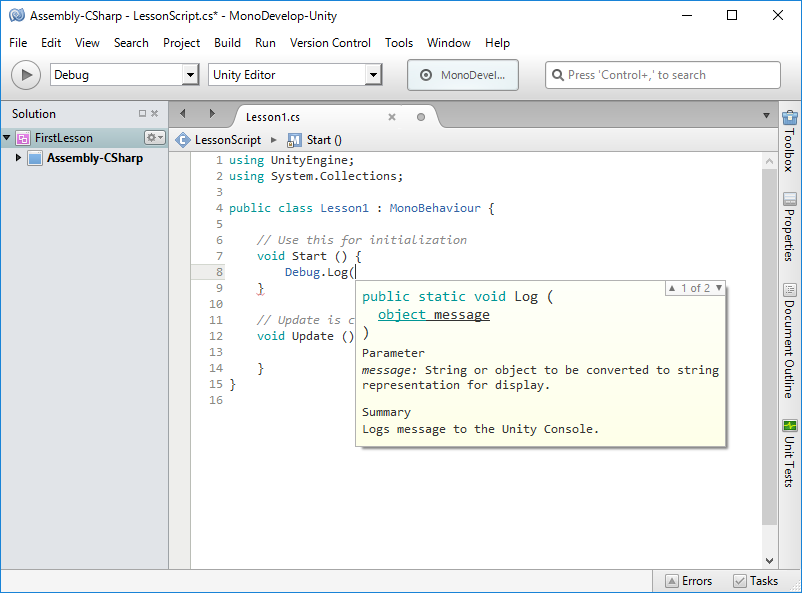 Assembly-CSharp - LessonScript.cs* - MonoDevelop-Unity
File Edit View Search Project Build Run Version Control Tools Window Help
Debug Unity Editor MonoDevel... Press 'Control+,' to search
Solution
FirstLesson
Assembly-CSharp
Lesson1.cs
LessonScript Start ()
1 using UnityEngine;
2 using System.Collections;
3
4 public class Lesson1 : MonoBehaviour {
5
6 // Use this for initialization
7 void Start () {
8 Debug.Log(
9 }
10
11 // Update is c
12 void Update ()
13
14 }
15 }
16
1 of 2
public static void Log (
object message
)
Parameter
message: String or object to be converted to string
representation for display.
Summary
Logs message to the Unity Console.
Toolbox
Properties
Document Outline
Unit Tests
Errors Tasks